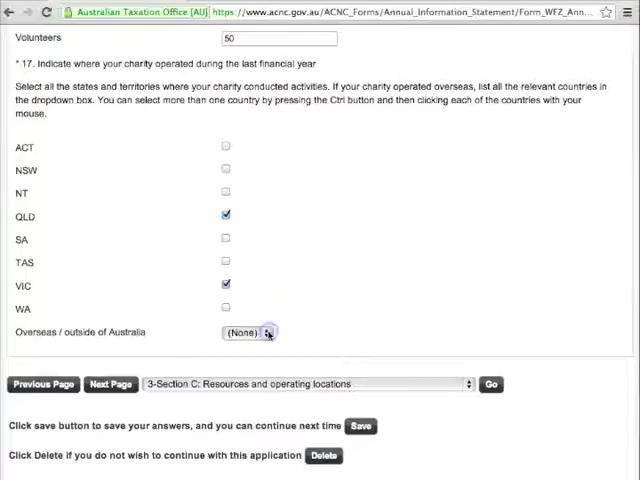 Australian Taxation Office [AU] https://www.acnc.gov.au/ACNC_Forms/Annual_Information_Statement/Form_WFZ_Ann...
Volunteers 50
* 17. Indicate where your charity operated during the last financial year
Select all the states and territories where your charity conducted activities. If your charity operated overseas, list all the relevant countries in
the dropdown box. You can select more than one country by pressing the Ctrl button and then clicking each of the countries with your
mouse.
ACT
NSW
NT
QLD
SA
TAS
VIC
WA
Overseas / outside of Australia (None)
Previous Page Next Page 3-Section C: Resources and operating locations Go
Click save button to save your answers, and you can continue next time Save
Click Delete if you do not wish to continue with this application Delete